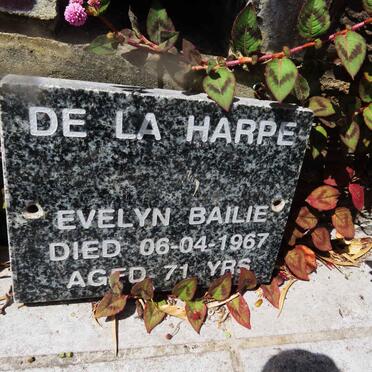 DE LA HARPE
EVELYN BAILIE
DIED 06-04-1967
AGED 71 YRS